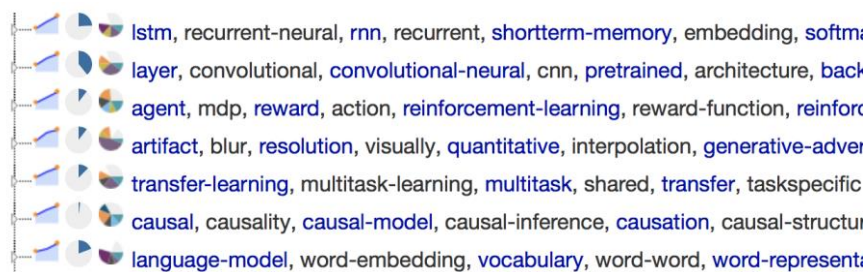 lstm, recurrent-neural, rnn, recurrent, shortterm-memory, embedding,
layer, convolutional, convolutional-neural, cnn, pretrained, architecture,
agent, mdp, reward, action, reinforcement-learning, reward-function,
artifact, blur, resolution, visually, quantitative, interpolation,
transfer-learning, multitask-learning, multitask, shared, transfer, taskspecific
causal, causality, causal-model, causal-inference, causation,
language-model, word-embedding, vocabulary, word-word,